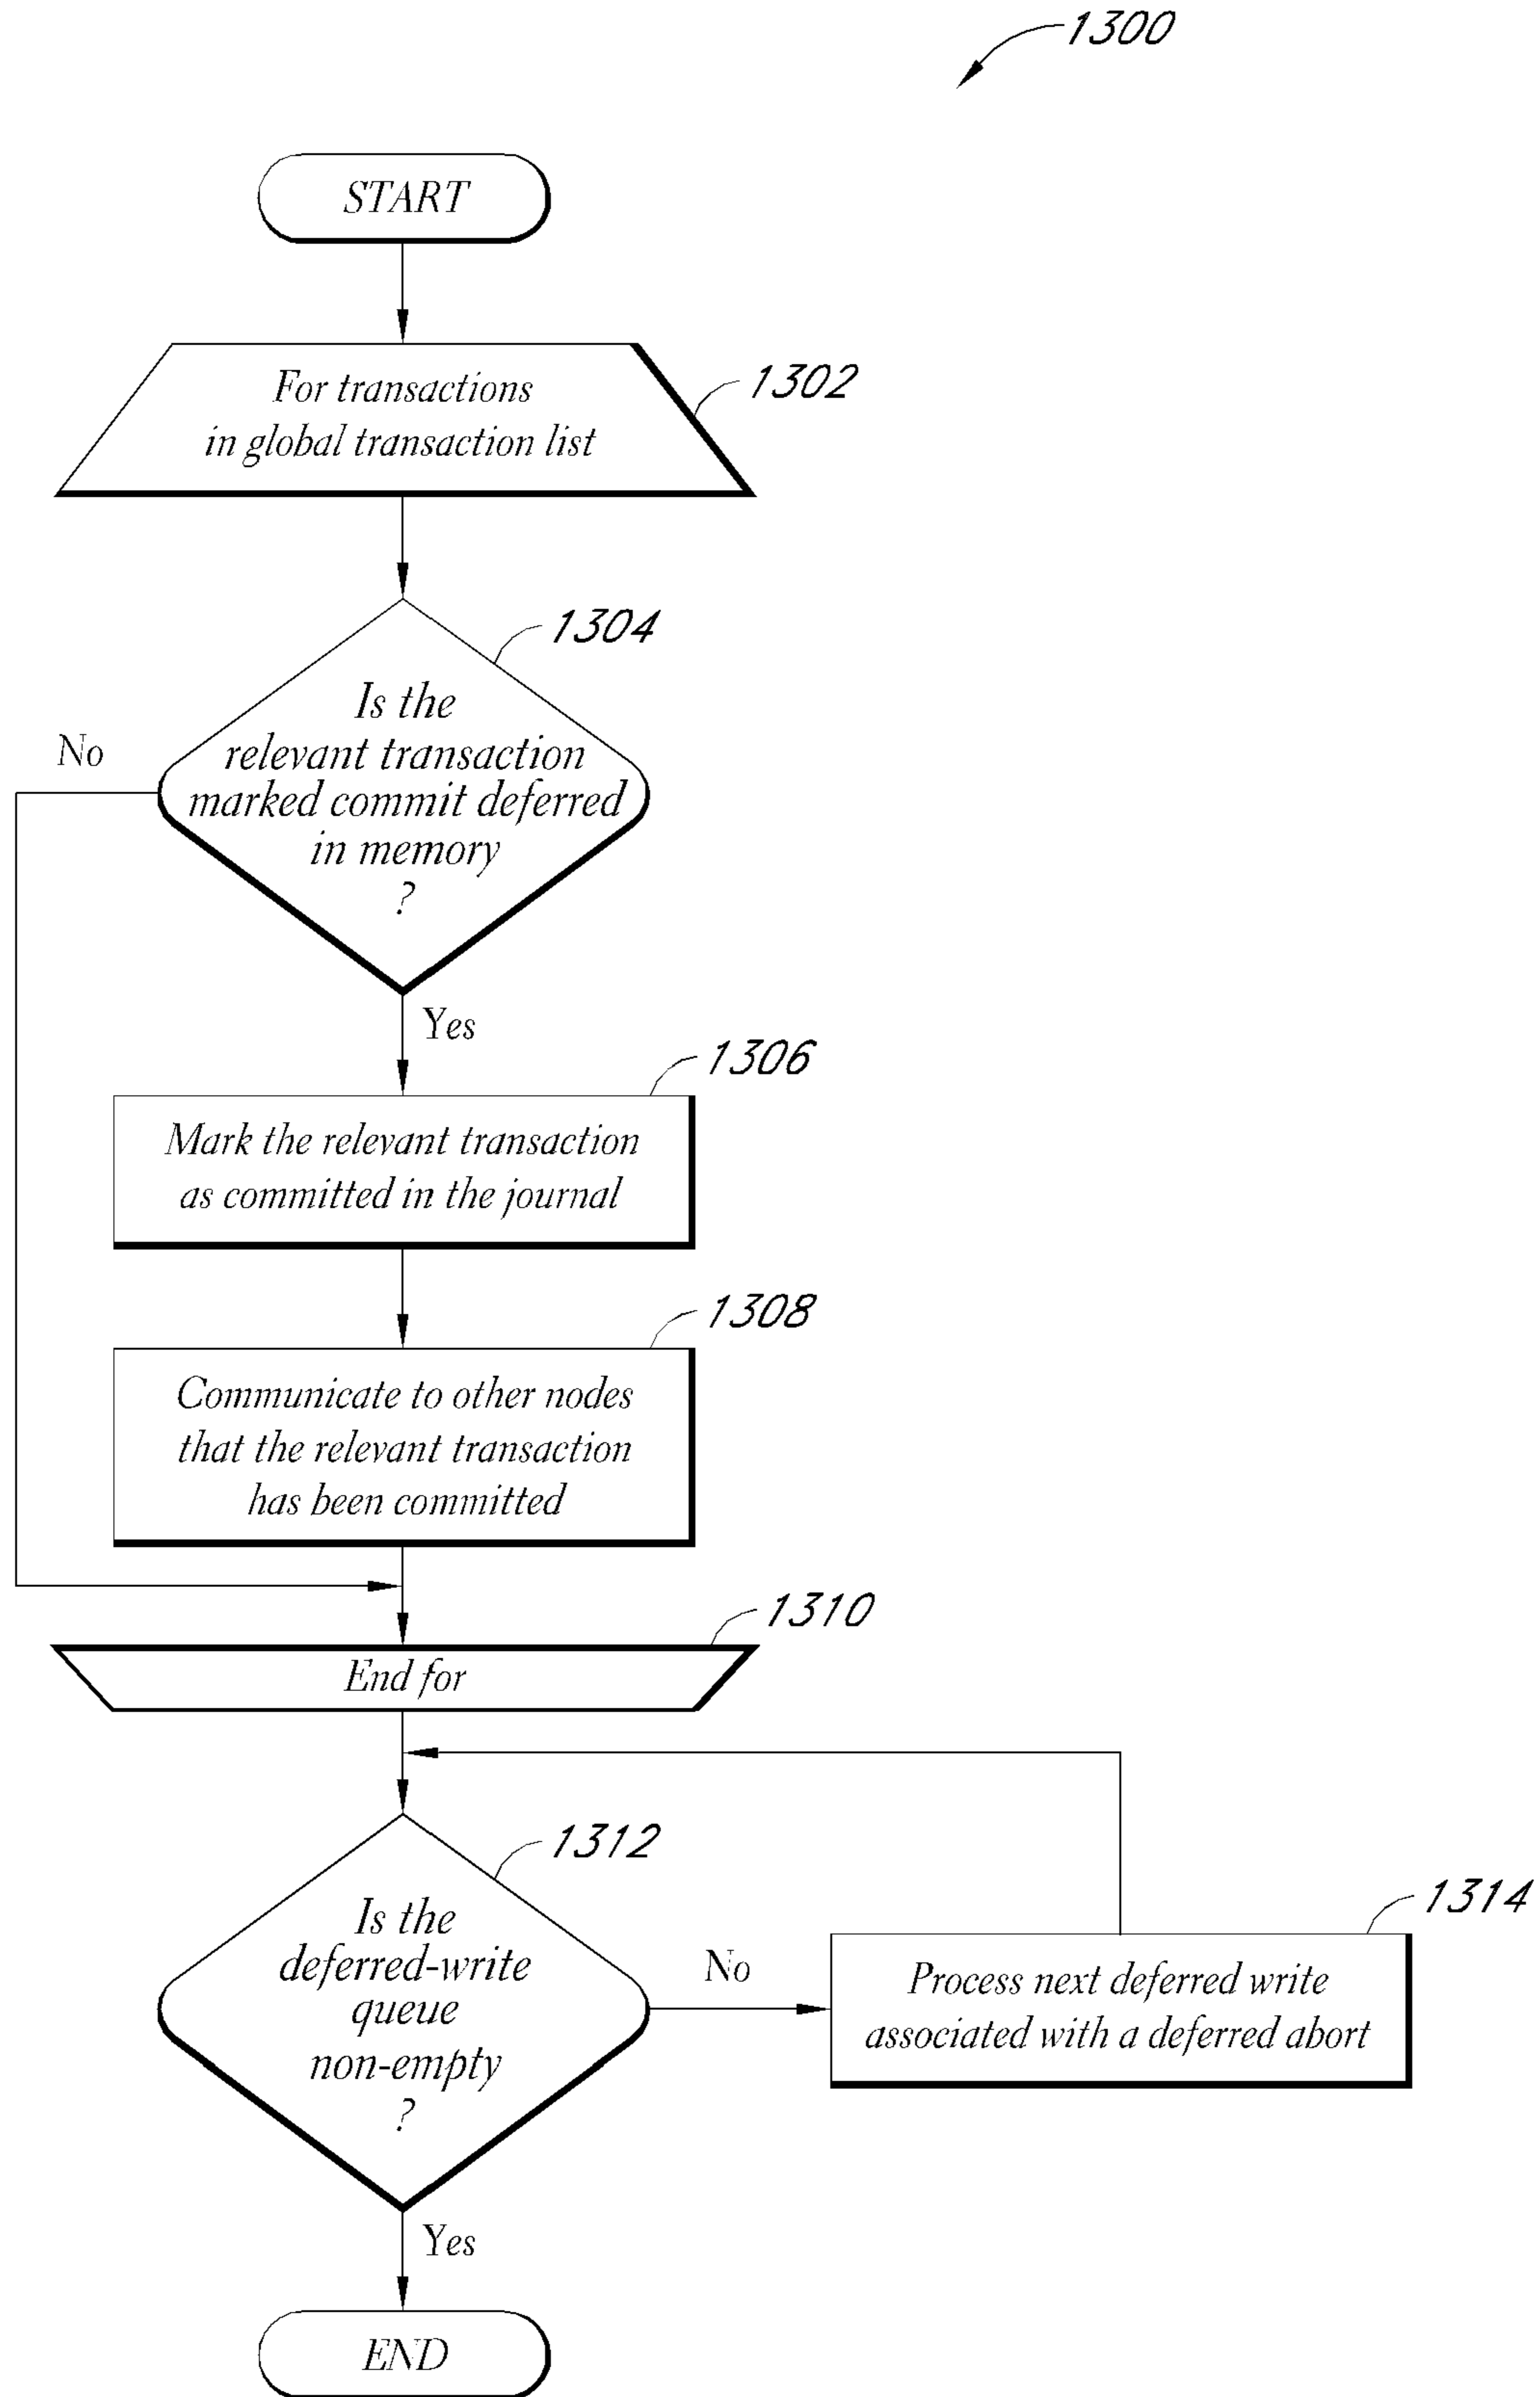 1300
START
For transactions
in global transaction list
1302
1304
Is the
relevant transaction
marked commit deferred
in memory
?
No
Yes
1306
Mark the relevant transaction
as committed in the journal
1308
Communicate to other nodes
that the relevant transaction
has been committed
1310
End for
1312
Is the
deferred-write
queue
non-empty
?
No
1314
Process next deferred write
associated with a deferred abort
Yes
END